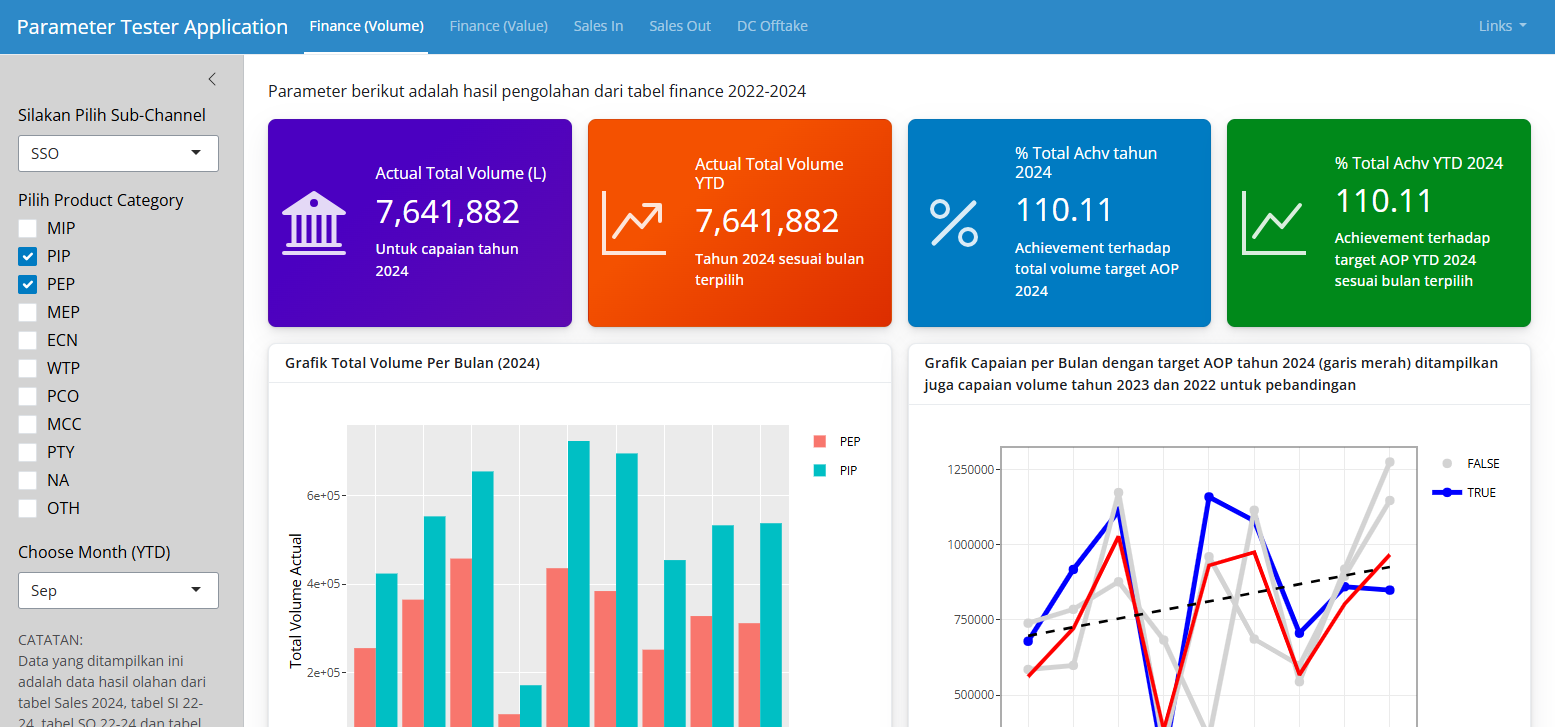 Parameter Tester Application
Finance (Volume)
Finance (Value)
Sales In
Sales Out
DC Offtake
Links
Silakan Pilih Sub-Channel
SSO
Pilih Product Category
MIP
PIP
PEP
MEP
ECN
WTP
PCO
MCC
PTY
NA
OTH
Choose Month (YTD)
Sep
CATATAN:
Data yang ditampilkan ini
adalah data hasil olahan dari
tabel Sales 2024, tabel SI 22-
24, tabel SO 22-24 dan tabel
Parameter berikut adalah hasil pengolahan dari tabel finance 2022-2024
Actual Total Volume (L)
7,641,882
Untuk capaian tahun
2024
Actual Total Volume
YTD
7,641,882
Tahun 2024 sesuai bulan
terpilih
% Total Achv tahun
2024
110.11
Achievement terhadap
total volume target AOP
2024
% Total Achv YTD 2024
110.11
Achievement terhadap
target AOP YTD 2024
sesuai bulan terpilih
Grafik Total Volume Per Bulan (2024)
Total Volume Actual
6e+05
4e+05
2e+05
PEP
PIP
Grafik Capaian per Bulan dengan target AOP tahun 2024 (garis merah) ditampilkan
juga capaian volume tahun 2023 dan 2022 untuk pebandingan
1250000
1000000
750000
500000
FALSE
TRUE